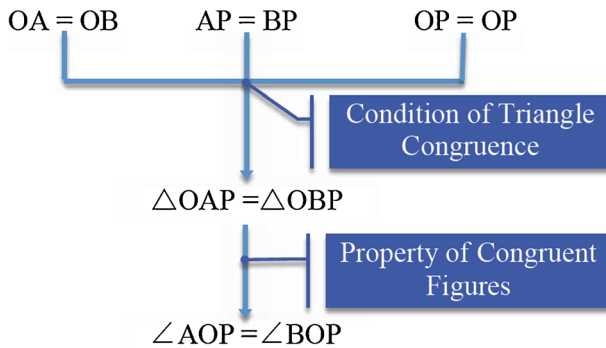 OA = OB AP = BP OP = OP
Condition of Triangle
Congruence
△OAP =△OBP
Property of Congruent
Figures
∠AOP =∠BOP